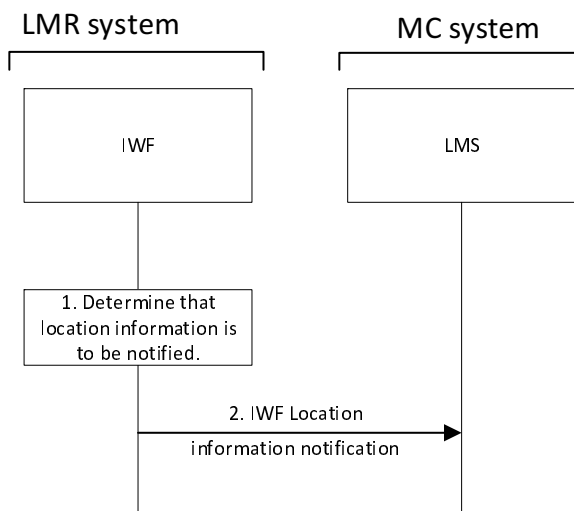 LMR system
MC system
IWF
LMS
1. Determine that
location information is
to be notified.
2. IWF Location
information notification